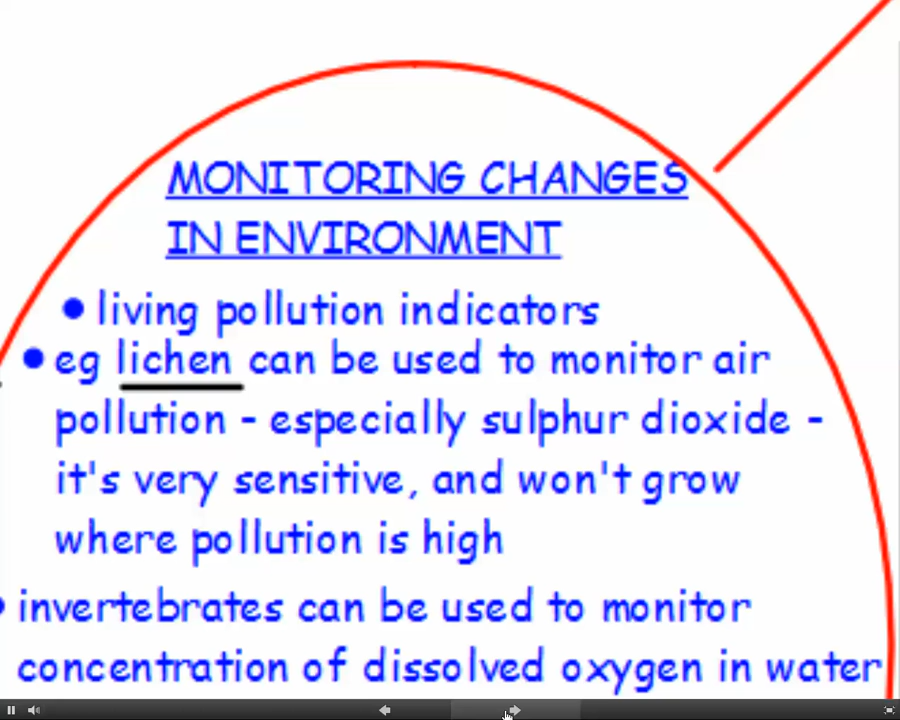 MONITORING CHANGES
IN ENVIRONMENT
• living pollution indicators
• eg lichen can be used to monitor air
pollution - especially sulphur dioxide -
it's very sensitive, and won't grow
where pollution is high
• invertebrates can be used to monitor
concentration of dissolved oxygen in water